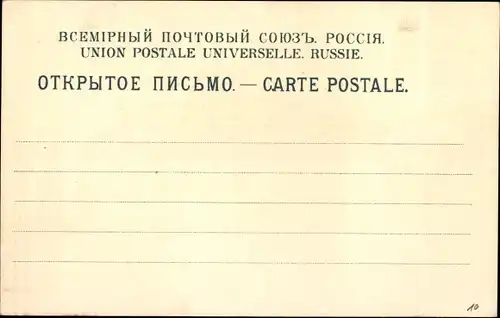 ВСЕМІРНЫЙ ПОЧТОВЫЙ СОЮЗЪ. РОССІЯ.
UNION POSTALE UNIVERSELLE. RUSSIE.
ОТКРЫТОЕ ПИСЬМО. — CARTE POSTALE.
10